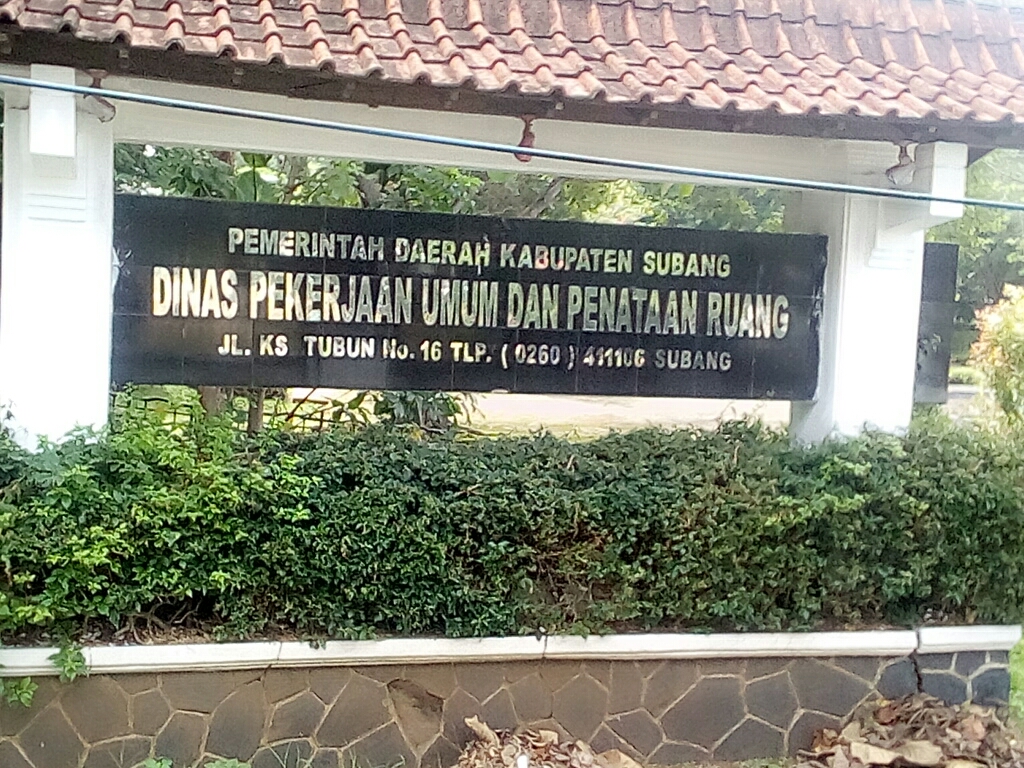 PEMERINTAH DAERAH KABUPATEN SUBANG
DINAS PEKERJAAN UMUM DAN PENATAAN RUANG
JL. KS TUBUN No. 16 TLP. ( 0260 ) 411106 SUBANG